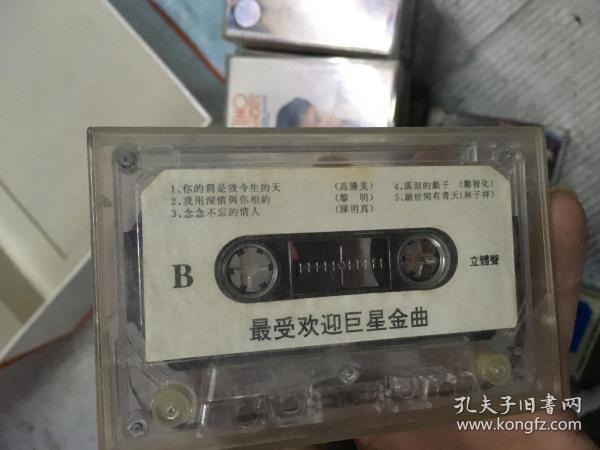 1、你的肩是我今生的天 (高勝美)
2、我用深情與你相約 (黎 明)
3、念念不忘的情人 (陳明真)
4、落佪的戲子 (鄭智化)
5、願世間有青天 (林子祥)
B
立體聲
最受欢迎巨星金曲
孔夫子旧書网
www.kongfz.com